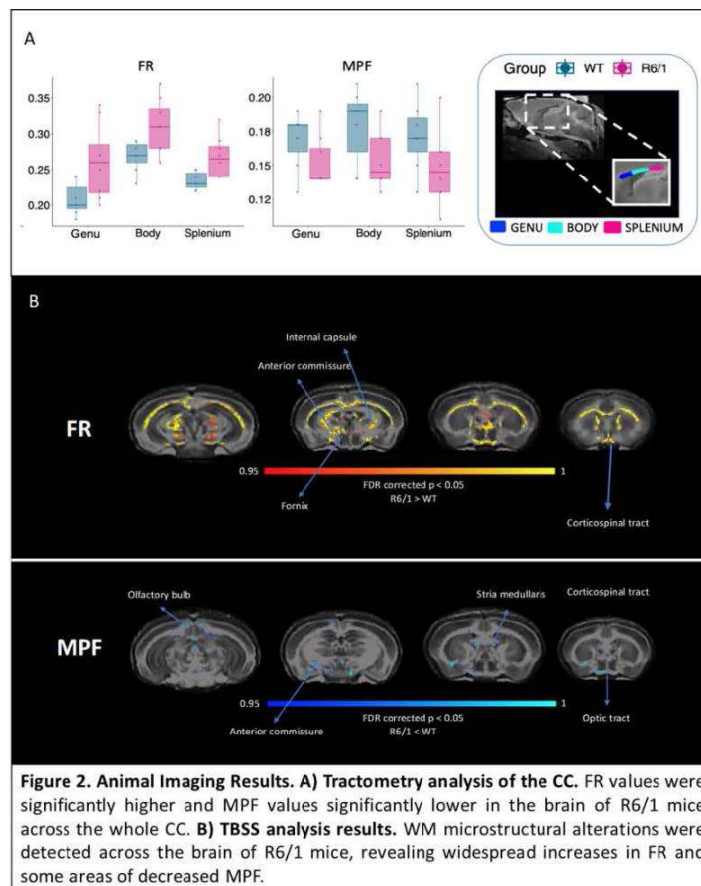 A
FR
MPF
Group WT R6/1
0.35
0.30
0.25
0.20
0.20
0.18
0.15
0.12
Genu Body Splenium
Genu Body Splenium
GENU BODY SPLENIUM
B
Internal capsule
Anterior commissure
FR
0.95 1
FDR corrected p < 0.05
R6/1 > WT
Fornix
Corticospinal tract
Olfactory bulb
Stria medullaris
Corticospinal tract
MPF
0.95 1
FDR corrected p < 0.05
R6/1 < WT
Anterior commissure
Optic tract
Figure 2. Animal Imaging Results. A) Tractometry analysis of the CC. FR values were
significantly higher and MPF values significantly lower in the brain of R6/1 mice
across the whole CC. B) TBSS analysis results. WM microstructural alterations were
detected across the brain of R6/1 mice, revealing widespread increases in FR and
some areas of decreased MPF.